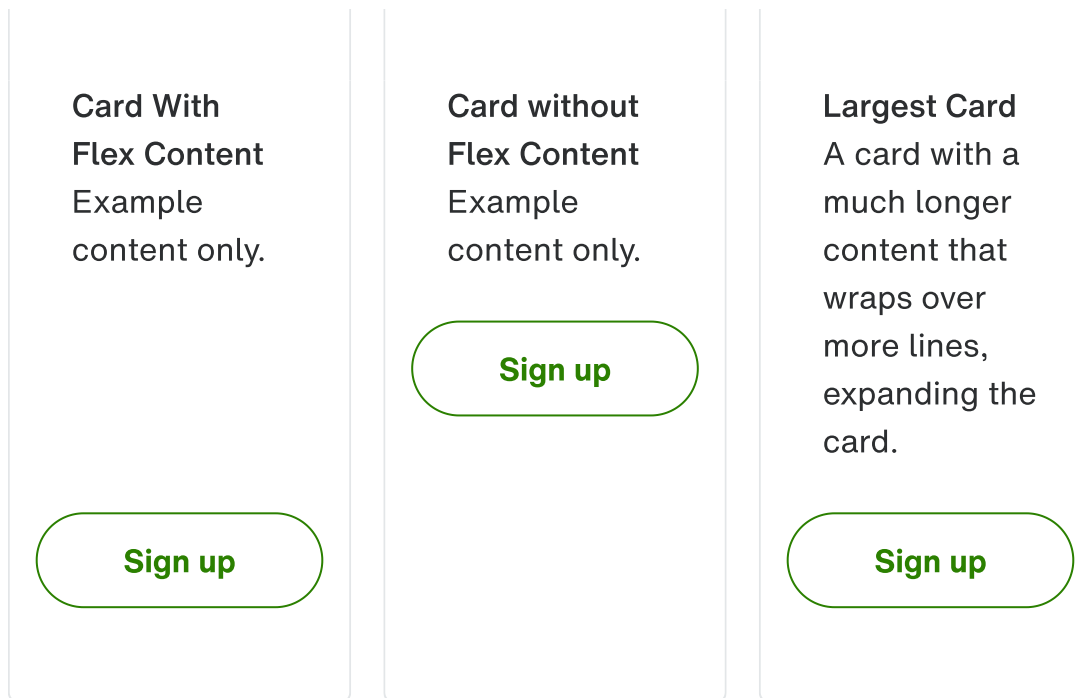 Card With
Flex Content
Example
content only.
Sign up
Card without
Flex Content
Example
content only.
Sign up
Largest Card
A card with a
much longer
content that
wraps over
more lines,
expanding the
card.
Sign up